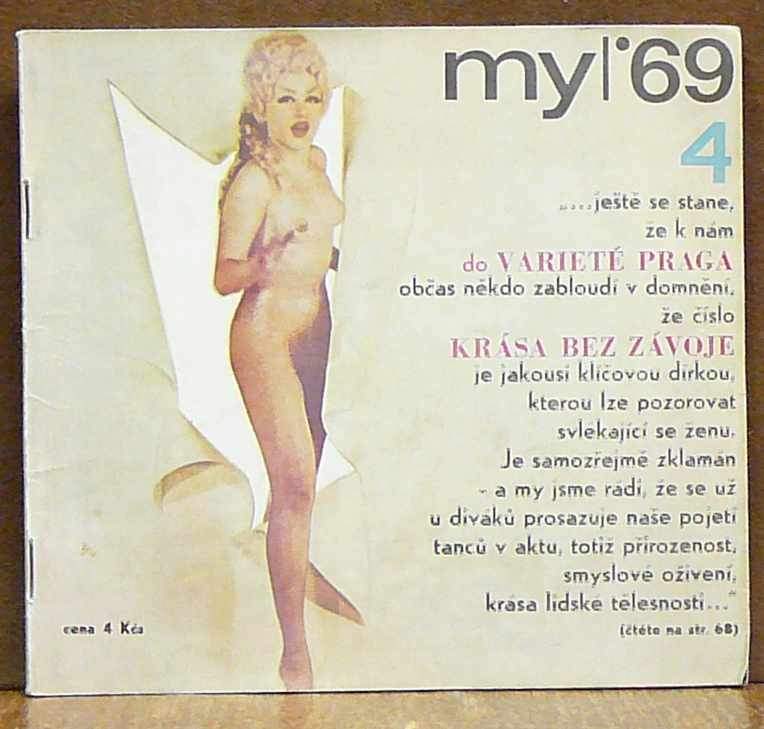 my|'69
4
....ještě se stane,
že k nám
do VARIETÉ PRAGA
občas někdo zabloudí v domnění,
že číslo
KRÁSA BEZ ZÁVOJE
je jakousi klíčovou dírkou,
kterou lze pozorovat
svlékající se ženu.
Je samozřejmě zklamán
- a my jsme rádi, že se už
u diváků prosazuje naše pojetí
tanců v aktu, totiž přirozenost,
smyslové oživení,
krása lidské tělesnosti..."
(čtěte na str. 68)
cena 4 Kčs